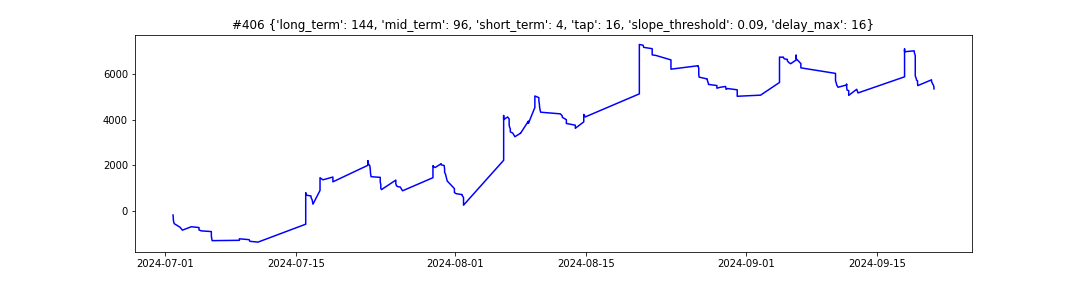 #406 {'long_term': 144, 'mid_term': 96, 'short_term': 4, 'tap': 16, 'slope_threshold': 0.09, 'delay_max': 16}
6000
4000
2000
0
2024-07-01 2024-07-15 2024-08-01 2024-08-15 2024-09-01 2024-09-15